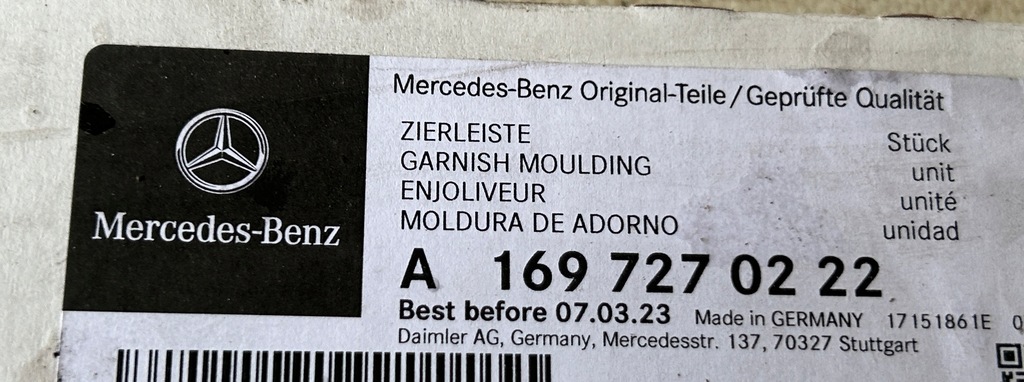 Mercedes-Benz
Mercedes-Benz Original-Teile/Geprüfte Qualität
ZIERLEISTE Stück
GARNISH MOULDING unit
ENJOLIVEUR unité
MOLDURA DE ADORNO unidad
A 169 727 02 22
Best before 07.03.23 Made in GERMANY 17151861E 0
Daimler AG, Germany, Mercedesstr. 137, 70327 Stuttgart